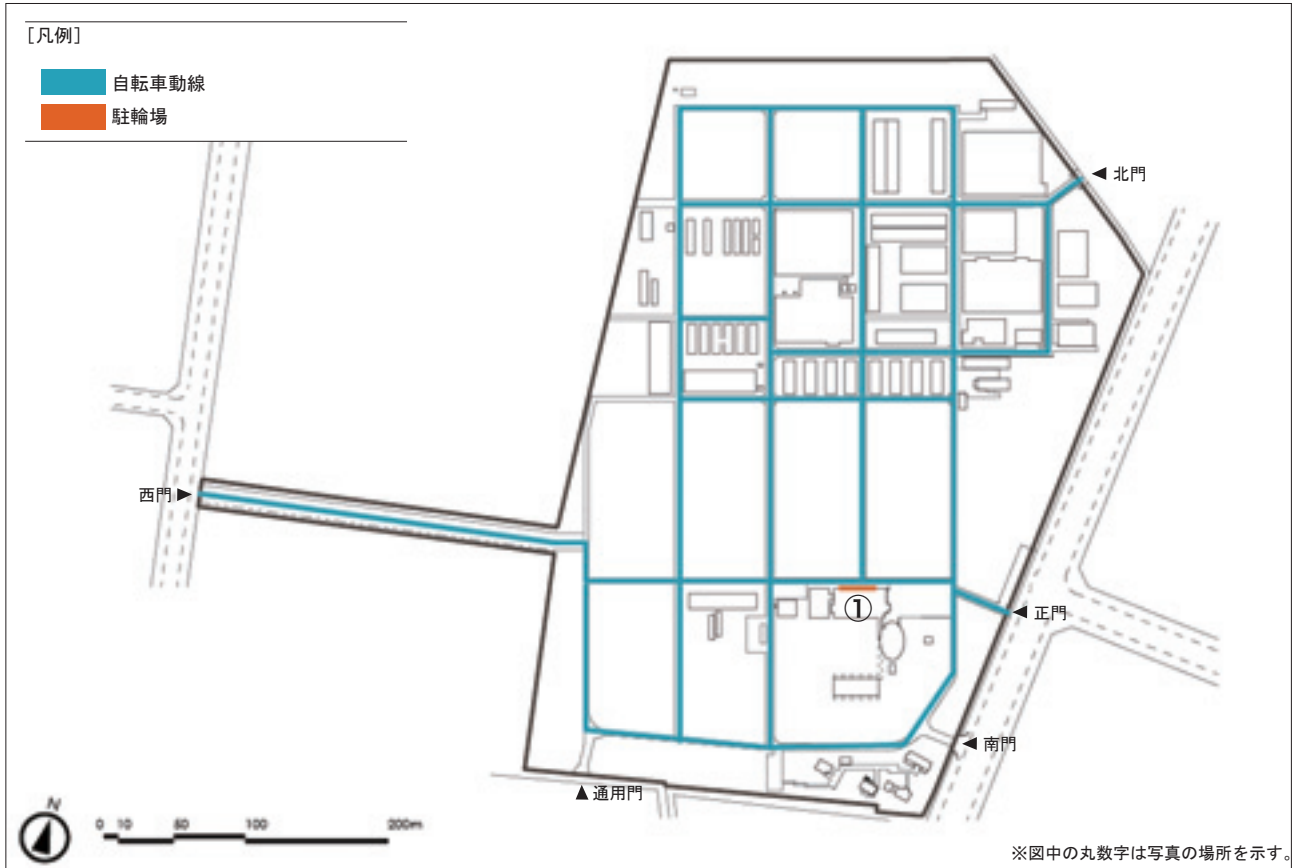 [凡例]
自転車動線
駐輪場
◀ 北門
西門 ▶
①
◀ 正門
◀ 南門
▲ 通用門
N
0 10 50 100 200m
※図中の丸数字は写真の場所を示す。